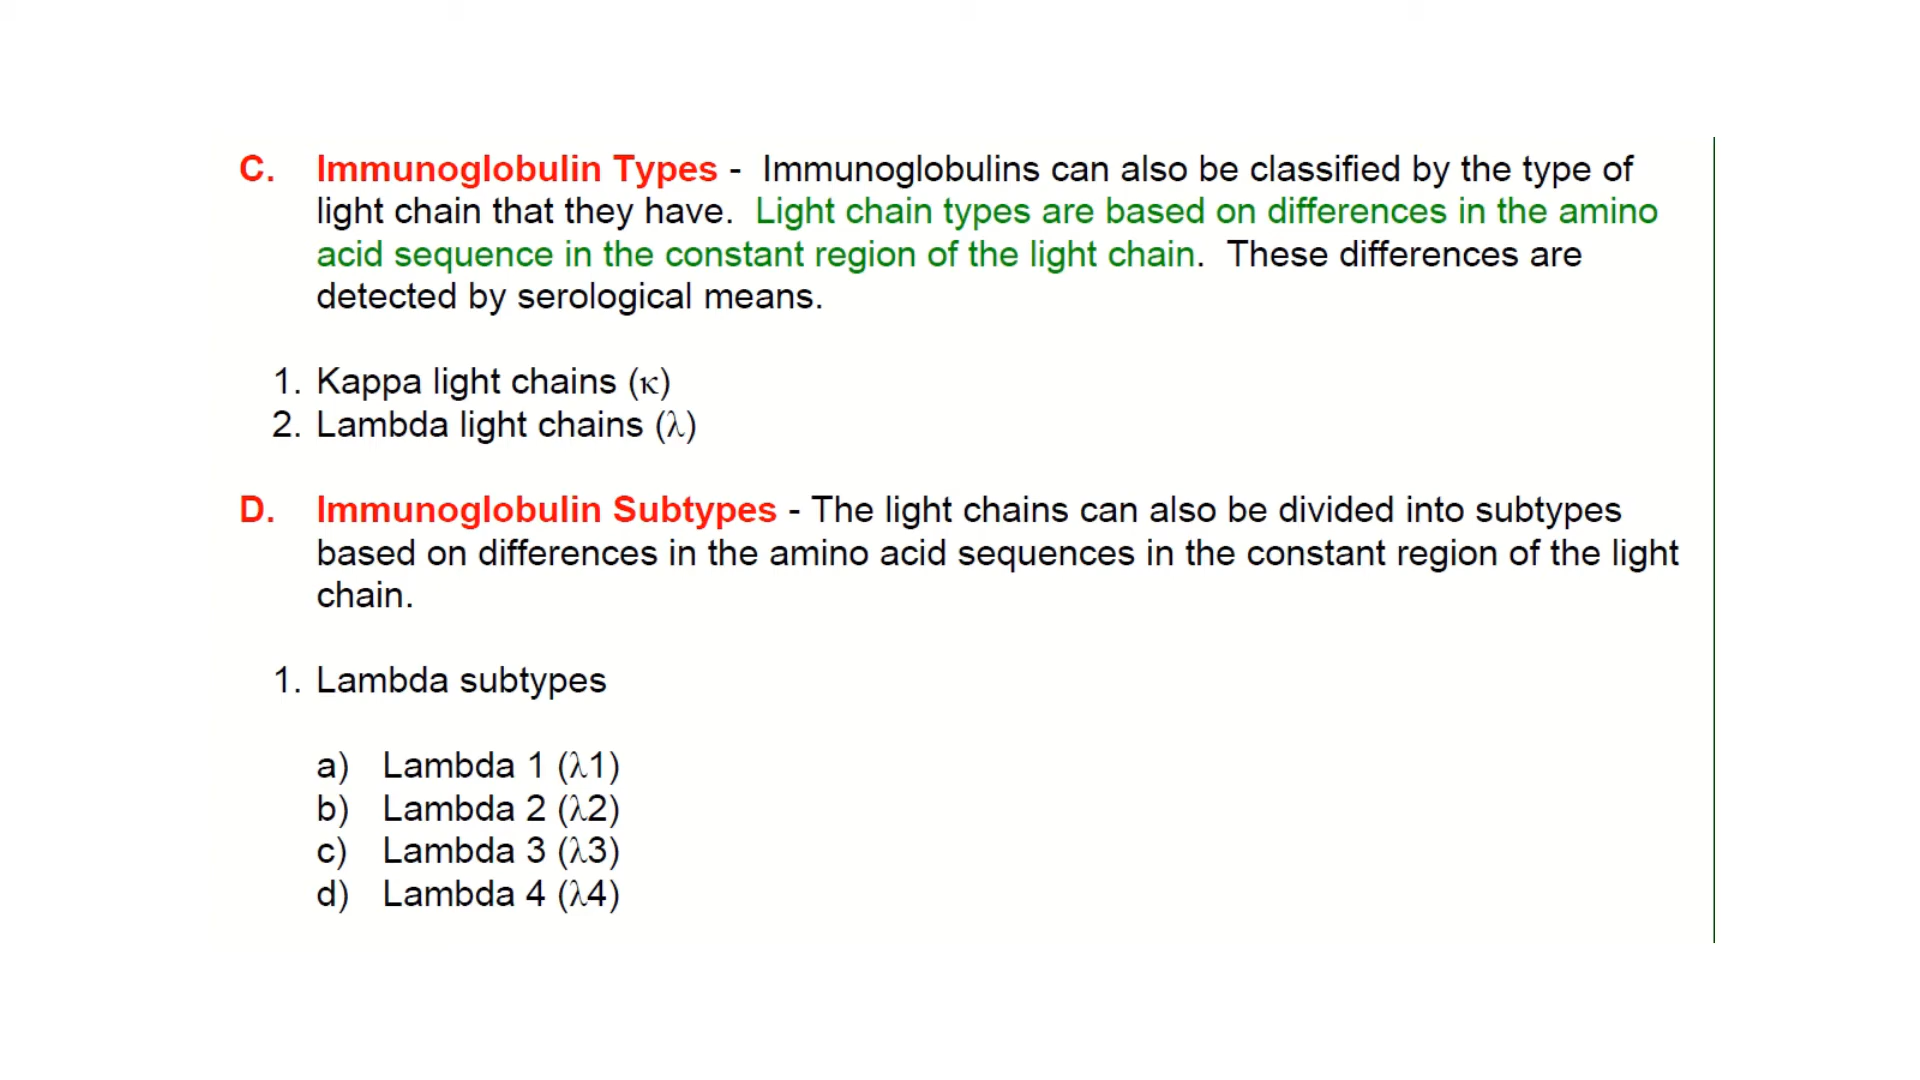 C. Immunoglobulin Types - Immunoglobulins can also be classified by the type of
light chain that they have. Light chain types are based on differences in the amino
acid sequence in the constant region of the light chain. These differences are
detected by serological means.
1. Kappa light chains (κ)
2. Lambda light chains (λ)
D. Immunoglobulin Subtypes - The light chains can also be divided into subtypes
based on differences in the amino acid sequences in the constant region of the light
chain.
1. Lambda subtypes
a) Lambda 1 (λ1)
b) Lambda 2 (λ2)
c) Lambda 3 (λ3)
d) Lambda 4 (λ4)